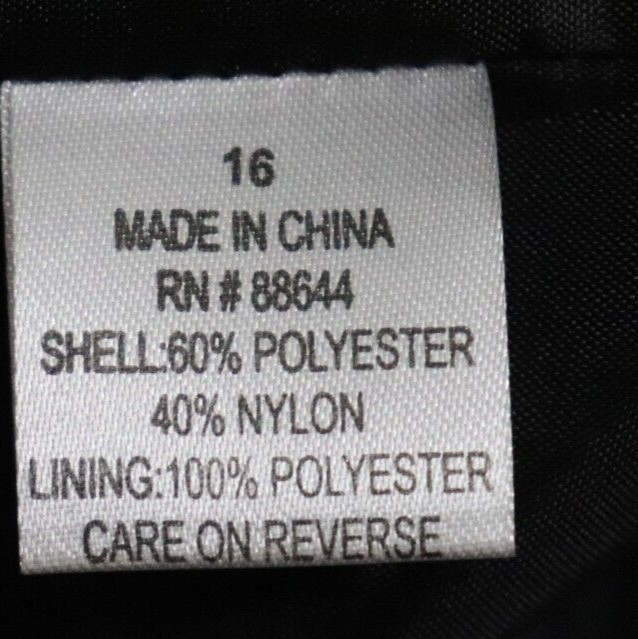 16
MADE IN CHINA
RN # 88644
SHELL:60% POLYESTER
40% NYLON
LINING:100% POLYESTER
CARE ON REVERSE